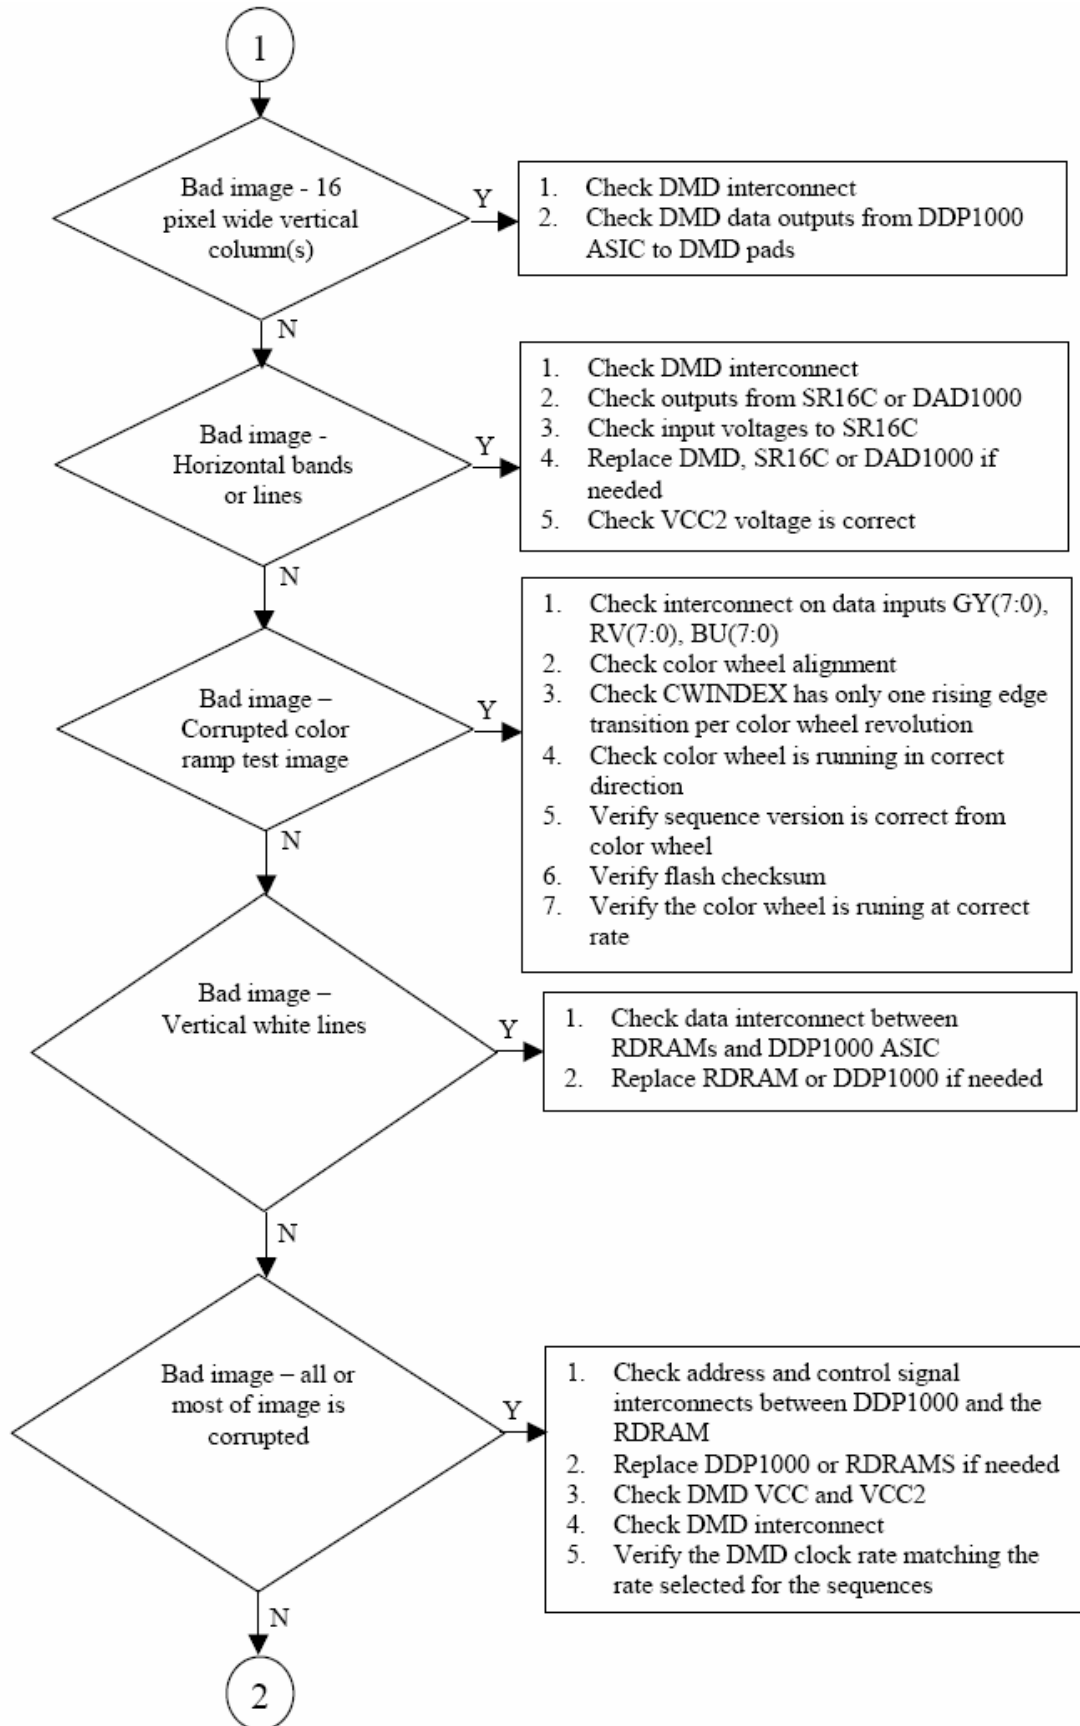 1
Bad image - 16
pixel wide vertical
column(s)
Y
1. Check DMD interconnect
2. Check DMD data outputs from DDP1000
ASIC to DMD pads
N
Bad image -
Horizontal bands
or lines
Y
1. Check DMD interconnect
2. Check outputs from SR16C or DAD1000
3. Check input voltages to SR16C
4. Replace DMD, SR16C or DAD1000 if
needed
5. Check VCC2 voltage is correct
N
Bad image –
Corrupted color
ramp test image
Y
1. Check interconnect on data inputs GY(7:0),
RV(7:0), BU(7:0)
2. Check color wheel alignment
3. Check CWINDEX has only one rising edge
transition per color wheel revolution
4. Check color wheel is running in correct
direction
5. Verify sequence version is correct from
color wheel
6. Verify flash checksum
7. Verify the color wheel is runing at correct
rate
N
Bad image –
Vertical white lines
Y
1. Check data interconnect between
RDRAMs and DDP1000 ASIC
2. Replace RDRAM or DDP1000 if needed
N
Bad image – all or
most of image is
corrupted
Y
1. Check address and control signal
interconnects between DDP1000 and the
RDRAM
2. Replace DDP1000 or RDRAMS if needed
3. Check DMD VCC and VCC2
4. Check DMD interconnect
5. Verify the DMD clock rate matching the
rate selected for the sequences
N
2